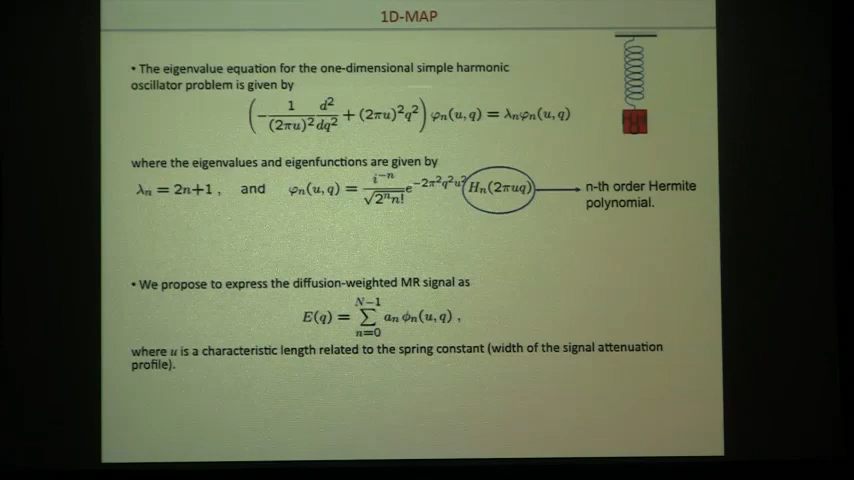 1D-MAP
• The eigenvalue equation for the one-dimensional simple harmonic
oscillator problem is given by
(-1/(2πu)² d²/dq² + (2πu)²q²) φₙ(u, q) = λₙφₙ(u, q)
where the eigenvalues and eigenfunctions are given by
λₙ = 2n+1 , and φₙ(u, q) = i⁻ⁿ/√(2ⁿn!) e^(-2π²q²u²) Hₙ(2πuq)
n-th order Hermite
polynomial.
• We propose to express the diffusion-weighted MR signal as
E(q) = ∑_{n=0}^{N-1} aₙ ϕₙ(u, q) ,
where u is a characteristic length related to the spring constant (width of the signal attenuation
profile).